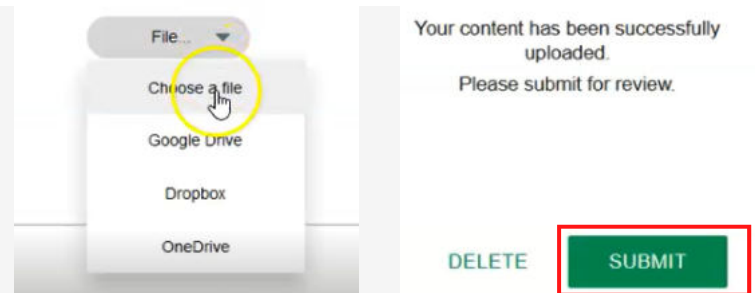 File...
Choose a file
Google Drive
Dropbox
OneDrive
Your content has been successfully
uploaded.
Please submit for review.
DELETE
SUBMIT